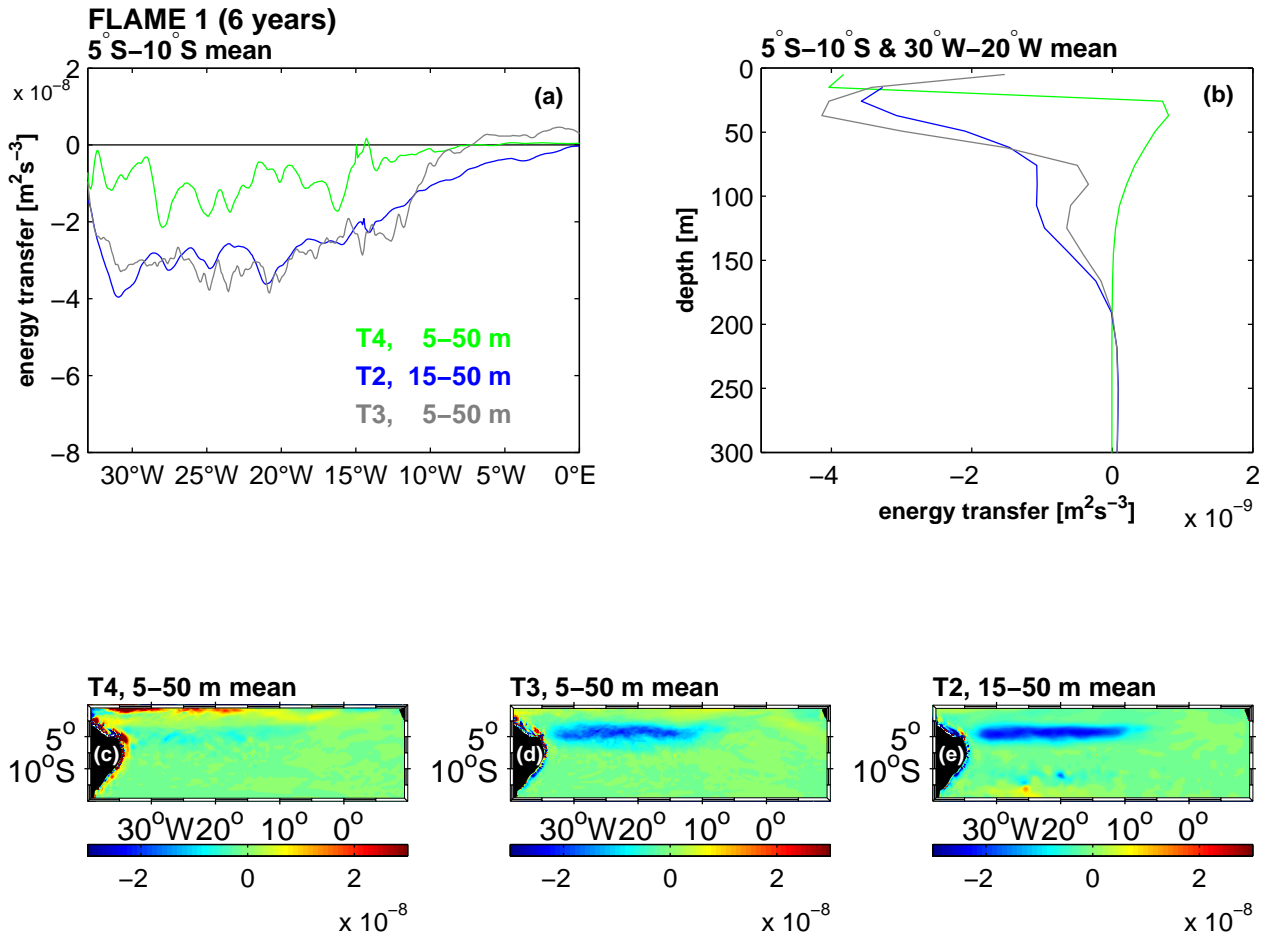 FLAME 1 (6 years)
5°S−10°S mean
x 10⁻⁸
(a)
2
0
−2
−4
−6
−8
energy transfer [m²s⁻³]
T4, 5−50 m
T2, 15−50 m
T3, 5−50 m
30°W 25°W 20°W 15°W 10°W 5°W 0°E
5°S−10°S & 30°W−20°W mean
(b)
0
50
100
150
200
250
300
depth [m]
−4 −2 0 2
energy transfer [m²s⁻³]
x 10⁻⁹
T4, 5−50 m mean
5°
(c)
10°S
30°W 20° 10° 0°
−2 0 2
x 10⁻⁸
T3, 5−50 m mean
5°
(d)
10°S
30°W 20° 10° 0°
−2 0 2
x 10⁻⁸
T2, 15−50 m mean
5°
(e)
10°S
30°W 20° 10° 0°
−2 0 2
x 10⁻⁸